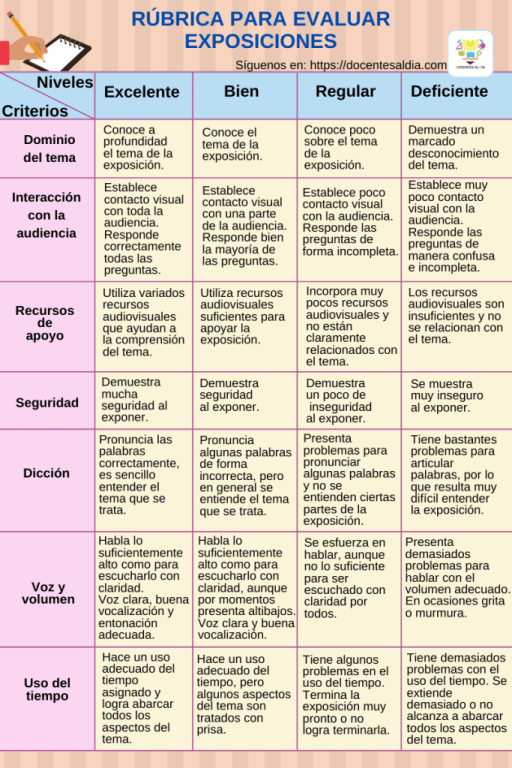 RÚBRICA PARA EVALUAR
EXPOSICIONES
Síguenos en: https://docentesaldia.com
DOCENTES AL DÍA
Niveles
Criterios
Excelente
Bien
Regular
Deficiente
Dominio
del tema
Conoce a
profundidad
el tema de la
exposición.
Conoce el
tema de la
exposición.
Conoce poco
sobre el tema
de la
exposición.
Demuestra un
marcado
desconocimiento
del tema.
Interacción
con la
audiencia
Establece
contacto visual
con toda la
audiencia.
Responde
correctamente
todas las
preguntas.
Establece
contacto visual
con una parte
de la audiencia.
Responde bien
la mayoría de
las preguntas.
Establece poco
contacto visual
con la audiencia.
Responde las
preguntas de
forma incompleta.
Establece muy
poco contacto
visual con la
audiencia.
Responde las
preguntas de
manera confusa
e incompleta.
Recursos
de
apoyo
Utiliza variados
recursos
audiovisuales
que ayudan a
la comprensión
del tema.
Utiliza recursos
audiovisuales
suficientes para
apoyar la
exposición.
Incorpora muy
pocos recursos
audiovisuales y
no están
claramente
relacionados con
el tema.
Los recursos
audiovisuales son
insuficientes y no
se relacionan con
el tema.
Seguridad
Demuestra
mucha
seguridad al
exponer.
Demuestra
seguridad
al exponer.
Demuestra
un poco de
inseguridad
al exponer.
Se muestra
muy inseguro
al exponer.
Dicción
Pronuncia las
palabras
correctamente,
es sencillo
entender el
tema que se
trata.
Pronuncia
algunas palabras
de forma
incorrecta, pero
en general se
entiende el tema
que se trata.
Presenta
problemas para
pronunciar
algunas palabras
y no se
entienden ciertas
partes de la
exposición.
Tiene bastantes
problemas para
articular
palabras, por lo
que resulta muy
difícil entender
la exposición.
Voz y
volumen
Habla lo
suficientemente
alto como para
escucharlo con
claridad.
Voz clara, buena
vocalización y
entonación
adecuada.
Habla lo
suficientemente
alto como para
escucharlo con
claridad, aunque
por momentos
presenta altibajos.
Voz clara y buena
vocalización.
Se esfuerza en
hablar, aunque
no lo suficiente
para ser
escuchado con
claridad por
todos.
Presenta
demasiados
problemas para
hablar con el
volumen adecuado.
En ocasiones grita
o murmura.
Uso del
tiempo
Hace un uso
adecuado del
tiempo
asignado y
logra abarcar
todos los
aspectos del
tema.
Hace un uso
adecuado del
tiempo, pero
algunos aspectos
del tema son
tratados con
prisa.
Tiene algunos
problemas en el
uso del tiempo.
Termina la
exposición muy
pronto o no
logra terminarla.
Tiene demasiados
problemas con el
uso del tiempo. Se
extiende
demasiado o no
alcanza a abarcar
todos los aspectos
del tema.